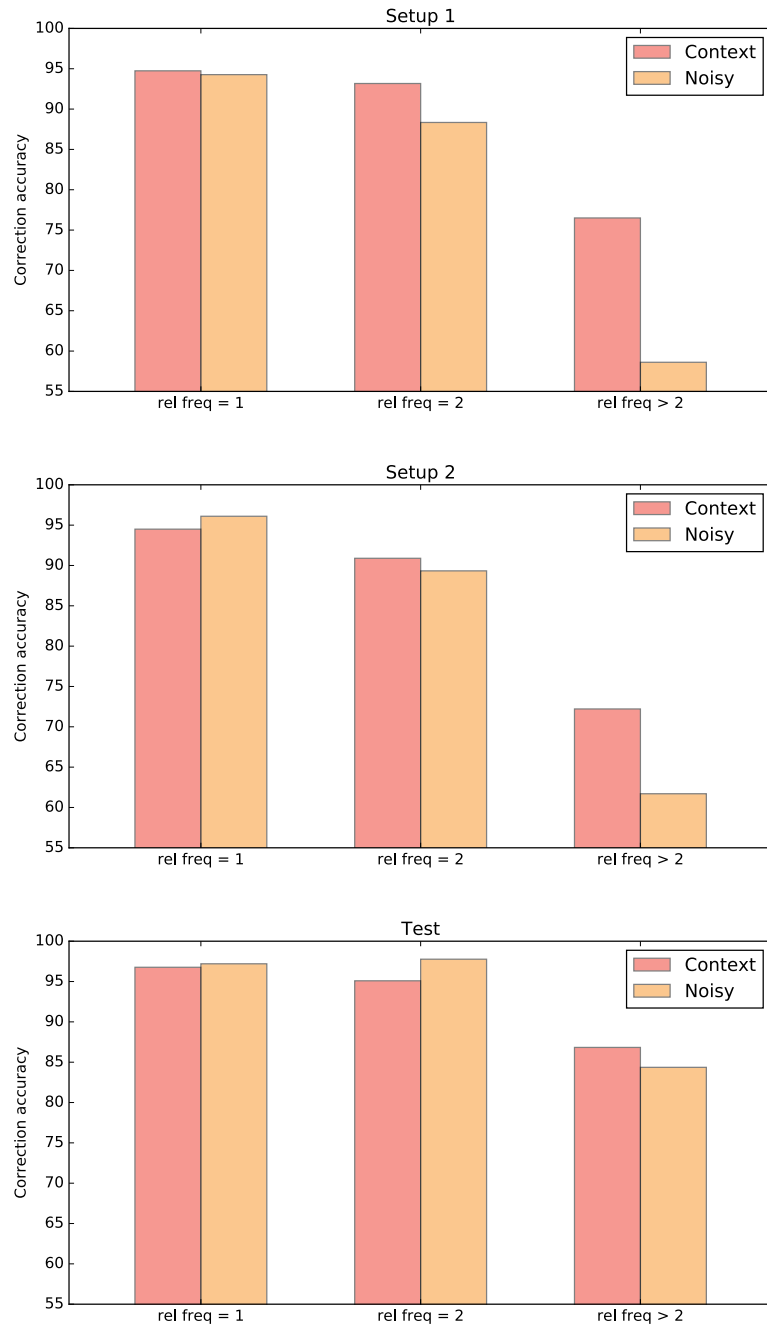 Setup 1
100
95
90
85
80
75
70
65
60
55
Correction accuracy
Context
Noisy
rel freq = 1
rel freq = 2
rel freq > 2
Setup 2
100
95
90
85
80
75
70
65
60
55
Correction accuracy
Context
Noisy
rel freq = 1
rel freq = 2
rel freq > 2
Test
100
95
90
85
80
75
70
65
60
55
Correction accuracy
Context
Noisy
rel freq = 1
rel freq = 2
rel freq > 2